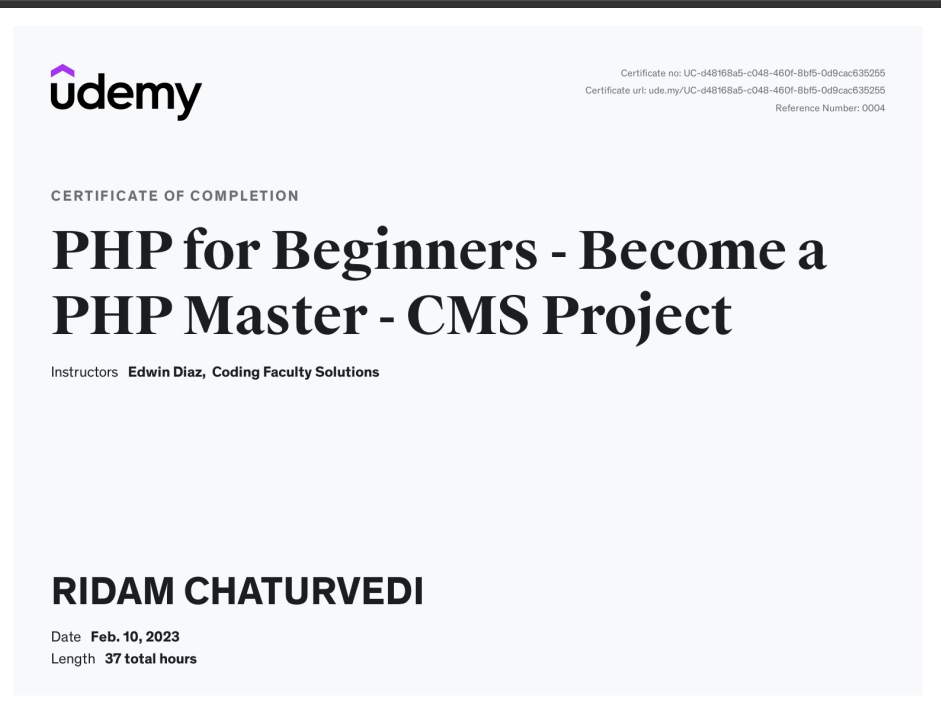 udemy
Certificate no: UC-d48168a5-c048-460f-8bf5-0d9cac635255
Certificate url: ude.my/UC-d48168a5-c048-460f-8bf5-0d9cac635255
Reference Number: 0004
CERTIFICATE OF COMPLETION
PHP for Beginners - Become a
PHP Master - CMS Project
Instructors Edwin Diaz, Coding Faculty Solutions
RIDAM CHATURVEDI
Date Feb. 10, 2023
Length 37 total hours